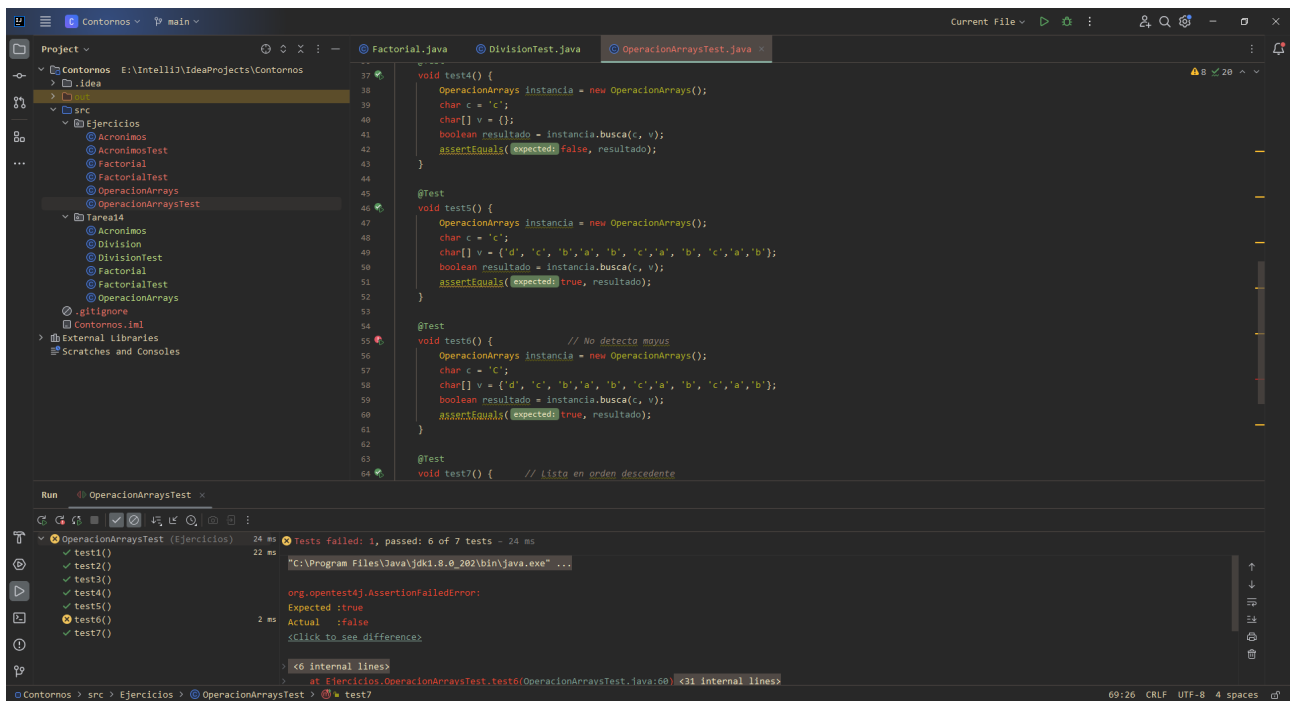 C Contornos main Current File
Project
Factorial.java DivisionTest.java OperacionArraysTest.java
Contornos E:\IntelliJ\IdeaProjects\Contornos
.idea
out
src
Ejercicios
Acronimos
AcronimosTest
Factorial
FactorialTest
OperacionArrays
OperacionArraysTest
Tarea14
Acronimos
Division
DivisionTest
Factorial
FactorialTest
OperacionArrays
.gitignore
Contornos.iml
External Libraries
Scratches and Consoles
8 20
37 void test4() {
38 OperacionArrays instancia = new OperacionArrays();
39 char c = 'c';
40 char[] v = {};
41 boolean resultado = instancia.busca(c, v);
42 assertEquals( expected: false, resultado);
43 }
44
45 @Test
46 void test5() {
47 OperacionArrays instancia = new OperacionArrays();
48 char c = 'c';
49 char[] v = {'d', 'c', 'b','a', 'b', 'c','a', 'b', 'c','a','b'};
50 boolean resultado = instancia.busca(c, v);
51 assertEquals( expected: true, resultado);
52 }
53
54 @Test
55 void test6() { // No detecta mayus
56 OperacionArrays instancia = new OperacionArrays();
57 char c = 'C';
58 char[] v = {'d', 'c', 'b','a', 'b', 'c','a', 'b', 'c','a','b'};
59 boolean resultado = instancia.busca(c, v);
60 assertEquals( expected: true, resultado);
61 }
62
63 @Test
64 void test7() { // Lista en orden descedente
Run OperacionArraysTest
OperacionArraysTest (Ejercicios) 24 ms
test1() 22 ms
test2()
test3()
test4()
test5()
test6() 2 ms
test7()
Tests failed: 1, passed: 6 of 7 tests – 24 ms
"C:\Program Files\Java\jdk1.8.0_202\bin\java.exe" ...
org.opentest4j.AssertionFailedError:
Expected :true
Actual :false
<Click to see difference>
<6 internal lines>
at Ejercicios.OperacionArraysTest.test6(OperacionArraysTest.java:60) <31 internal lines>
Contornos > src > Ejercicios > OperacionArraysTest > test7 69:26 CRLF UTF-8 4 spaces